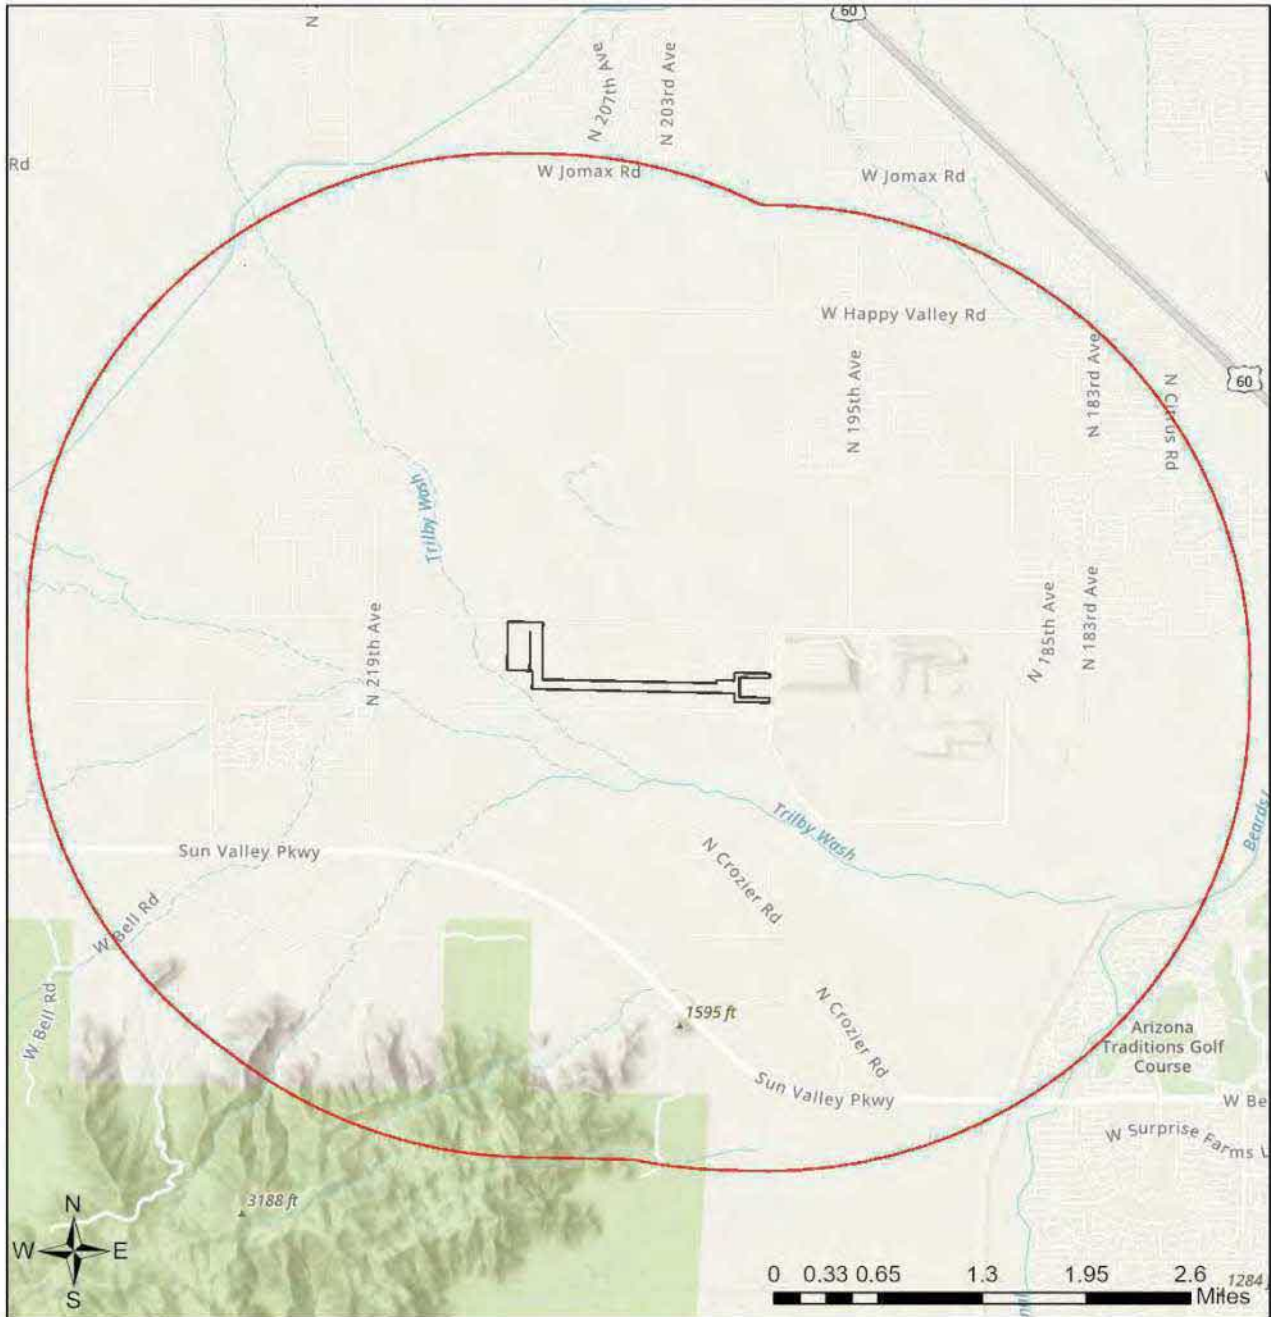 60
N
N 207th Ave
N 203rd Ave
Rd
W Jomax Rd
W Jomax Rd
W Happy Valley Rd
60
N 195th Ave
N 183rd Ave
N Citrus Rd
Trilby Wash
N 219th Ave
N 185th Ave
N 183rd Ave
Trilby Wash
Beards
Sun Valley Pkwy
N Crozier Rd
W Bell Rd
W Bell Rd
1595 ft
N Crozier Rd
Arizona
Traditions Golf
Course
Sun Valley Pkwy
W Be
W Surprise Farms L
3188 ft
N
W
E
S
0 0.33 0.65 1.3 1.95 2.6
1284
Miles